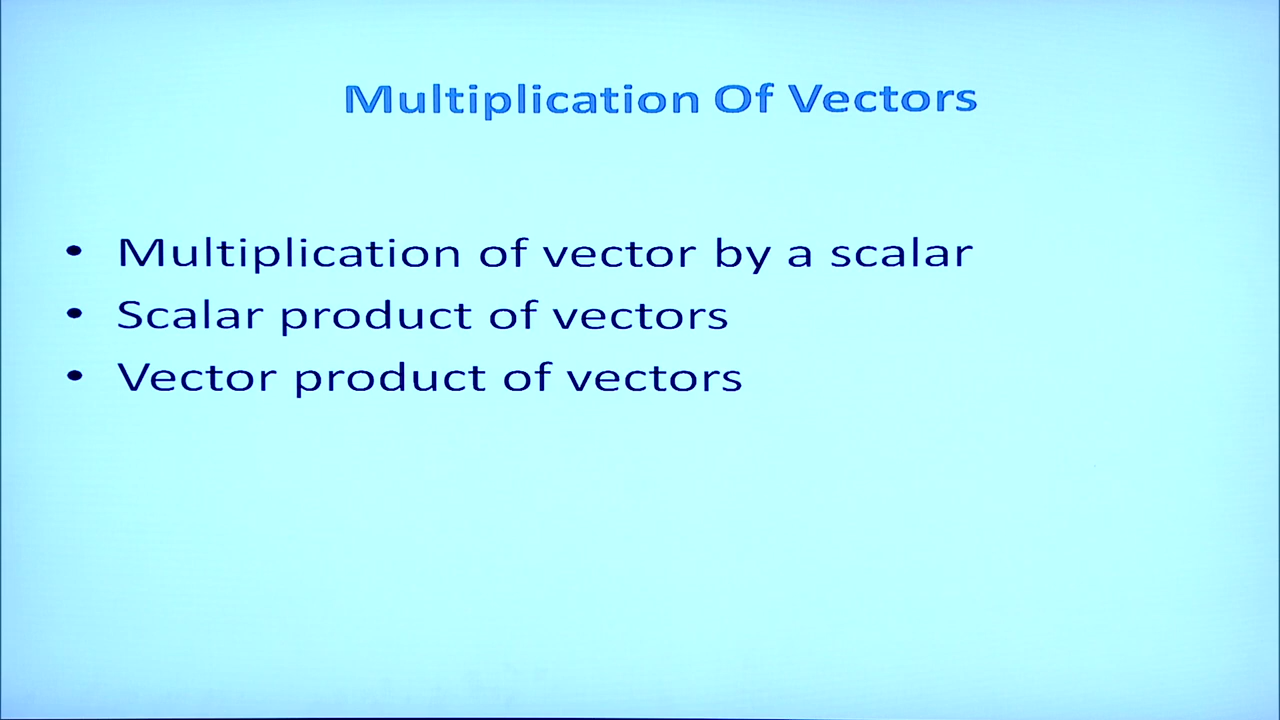 Multiplication Of Vectors
• Multiplication of vector by a scalar
• Scalar product of vectors
• Vector product of vectors